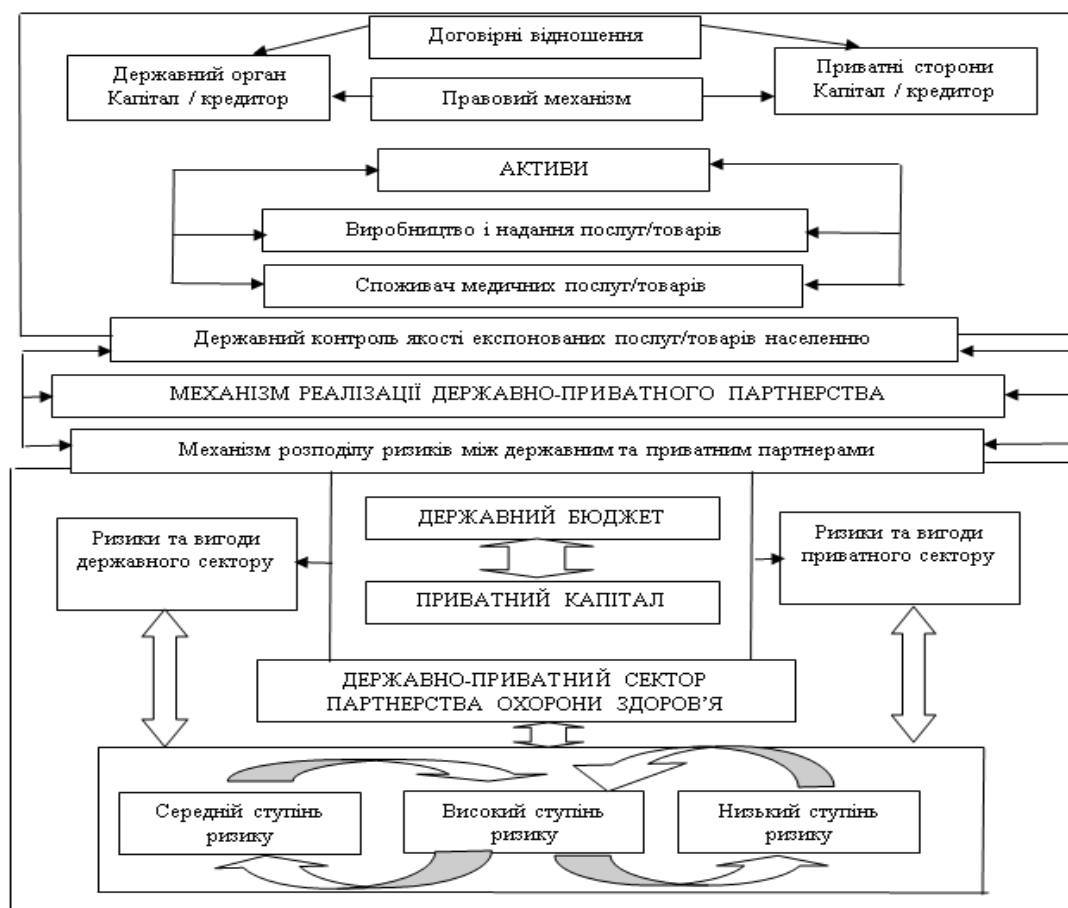 Договірні відношення
Державний орган
Капітал / кредитор
Правовий механізм
Приватні сторони
Капітал / кредитор
АКТИВИ
Виробництво і надання послуг/товарів
Споживач медичних послуг/товарів
Державний контроль якості експонованих послуг/товарів населенню
МЕХАНІЗМ РЕАЛІЗАЦІЇ ДЕРЖАВНО-ПРИВАТНОГО ПАРТНЕРСТВА
Механізм розподілу ризиків між державним та приватним партнерами
Ризики та вигоди
державного сектору
ДЕРЖАВНИЙ БЮДЖЕТ
ПРИВАТНИЙ КАПІТАЛ
Ризики та вигоди
приватного сектору
ДЕРЖАВНО-ПРИВАТНИЙ СЕКТОР
ПАРТНЕРСТВА ОХОРОНИ ЗДОРОВ'Я
Середній ступінь
ризику
Високий ступінь
ризику
Низький ступінь
ризику